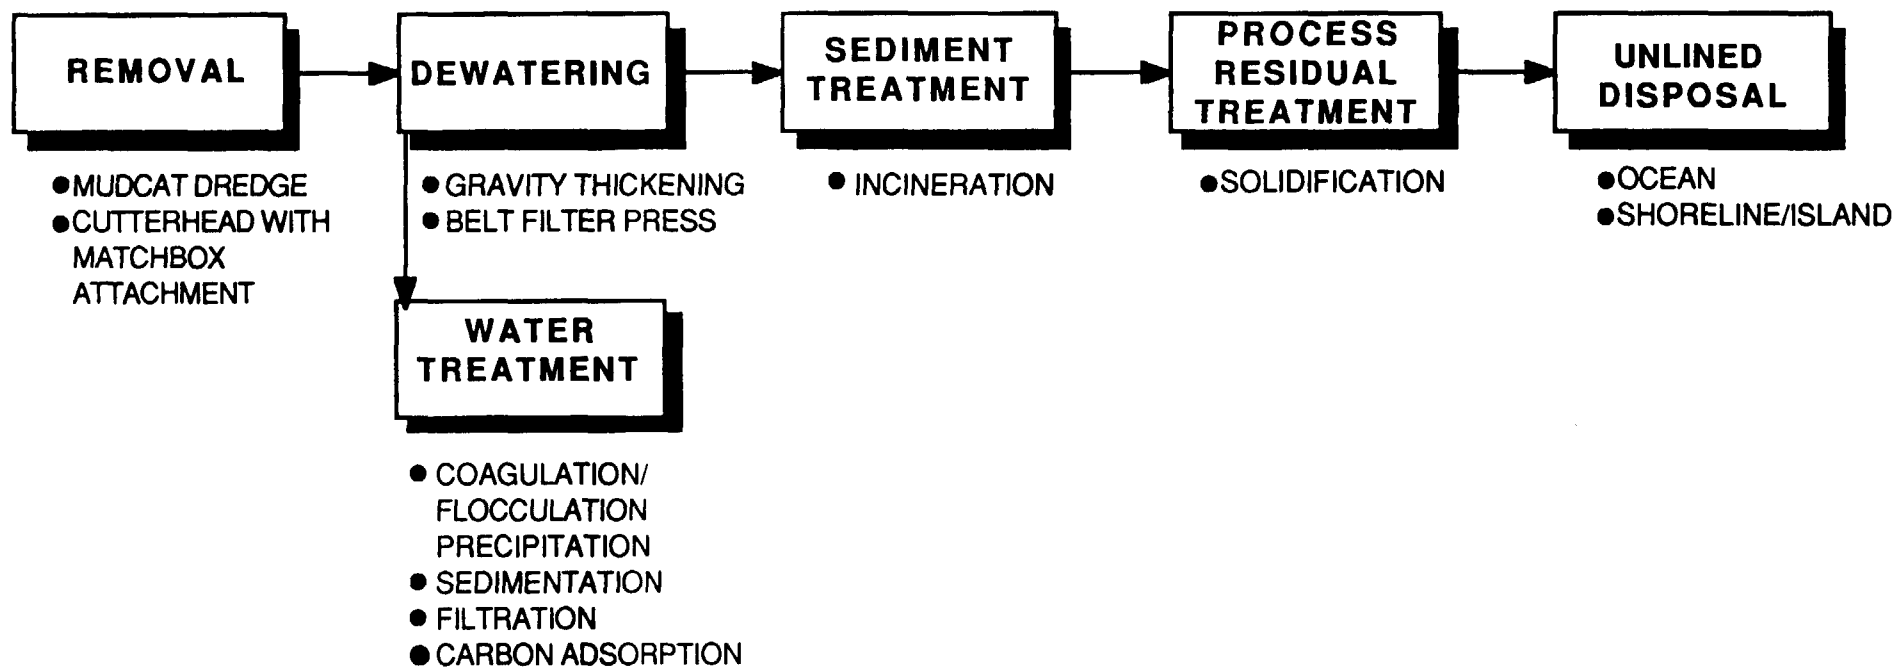 REMOVAL
● MUDCAT DREDGE
● CUTTERHEAD WITH
MATCHBOX
ATTACHMENT
DEWATERING
● GRAVITY THICKENING
● BELT FILTER PRESS
WATER
TREATMENT
● COAGULATION/
FLOCCULATION
PRECIPITATION
● SEDIMENTATION
● FILTRATION
● CARBON ADSORPTION
SEDIMENT
TREATMENT
● INCINERATION
PROCESS
RESIDUAL
TREATMENT
● SOLIDIFICATION
UNLINED
DISPOSAL
● OCEAN
● SHORELINE/ISLAND